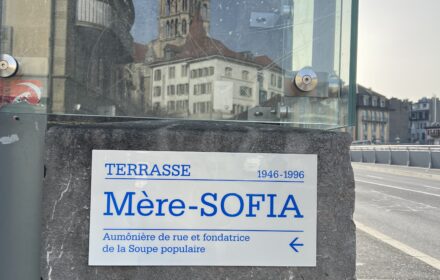 TERRASSE 1946-1996
Mère-SOFIA
Aumônière de rue et fondatrice
de la Soupe populaire ←